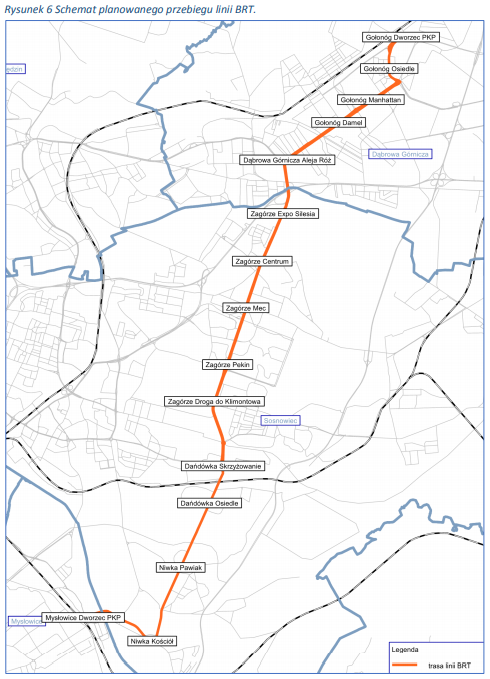 Rysunek 6 Schemat planowanego przebiegu linii BRT.
Gołonóg Dworzec PKP
Gołonóg Osiedle
Gołonóg Manhattan
Gołonóg Damel
Dąbrowa Górnicza Aleja Róż
Dąbrowa Górnicza
Zagórze Expo Silesia
Zagórze Centrum
Zagórze Mec
Zagórze Pekin
Zagórze Droga do Klimontowa
Sosnowiec
Dańdówka Skrzyżowanie
Dańdówka Osiedle
Niwka Pawiak
Mysłowice
Mysłowice Dworzec PKP
Niwka Kościół
Legenda
trasa linii BRT